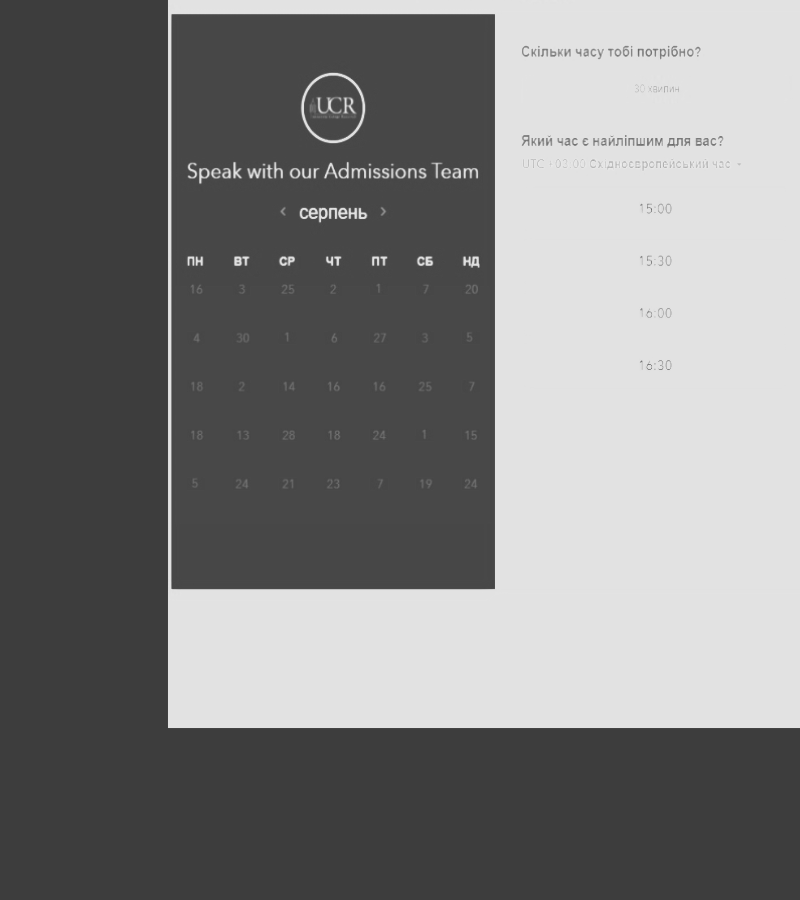 UCR
Speak with our Admissions Team
‹ серпень ›
ПН ВТ СР ЧТ ПТ СБ НД
16 3 25 2 1 7 20
4 30 1 6 27 3 5
18 2 14 16 16 25 7
18 13 28 18 24 1 15
5 24 21 23 7 19 24
Скільки часу тобі потрібно?
30 хвилин
Який час є найліпшим для вас?
UTC +03:00 Східноєвропейський час
15:00
15:30
16:00
16:30